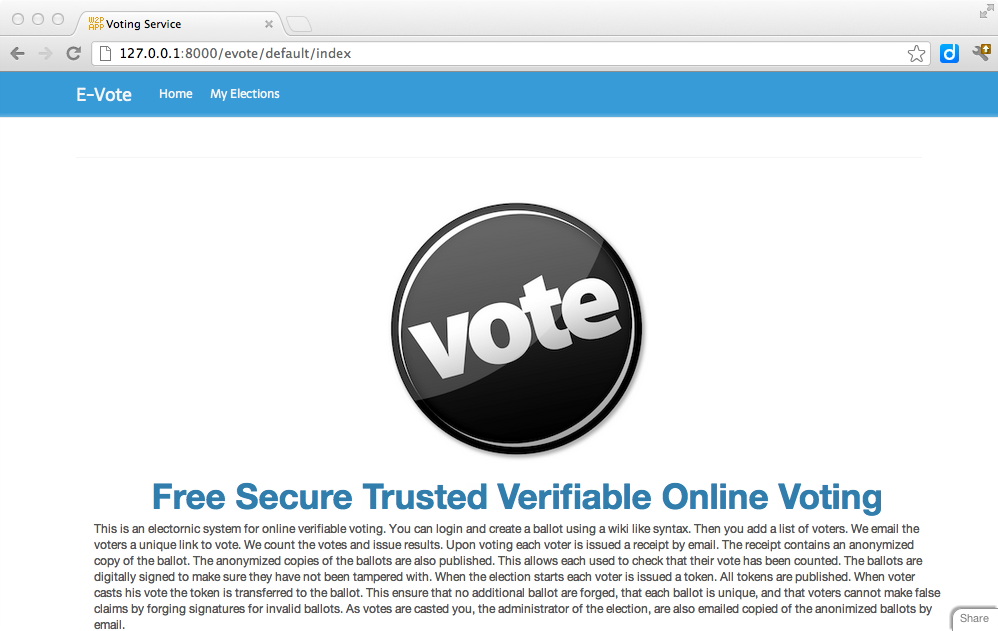 W2P
APP
Voting Service
127.0.0.1:8000/evote/default/index
E-Vote Home My Elections
vote
Free Secure Trusted Verifiable Online Voting
This is an electornic system for online verifiable voting. You can login and create a ballot using a wiki like syntax. Then you add a list of voters. We email the
voters a unique link to vote. We count the votes and issue results. Upon voting each voter is issued a receipt by email. The receipt contains an anonymized
copy of the ballot. The anonymized copies of the ballots are also published. This allows each used to check that their vote has been counted. The ballots are
digitally signed to make sure they have not been tampered with. When the election starts each voter is issued a token. All tokens are published. When voter
casts his vote the token is transferred to the ballot. This ensure that no additional ballot are forged, that each ballot is unique, and that voters cannot make false
claims by forging signatures for invalid ballots. As votes are casted you, the administrator of the election, are also emailed copied of the anonimized ballots by
email.
Share